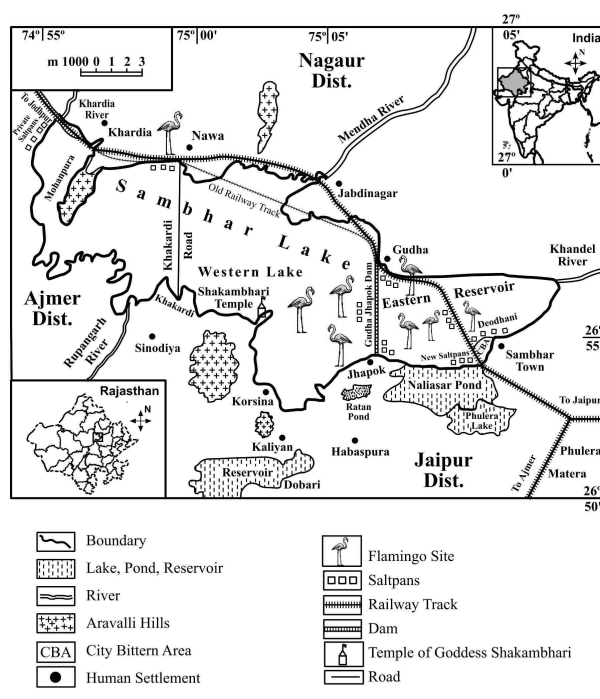 74° 55'
75° 00'
75° 05'
27°
05'
m 1000 0 1 2 3
Nagaur
Dist.
India
N
27°
0'
To Jodhpur
Private
Saltpans
Khardia
River
Khardia
Nawa
Mendha River
Mohanpura
Jabdinagar
Old Railway Track
Sambhar Lake
Khakardi
Road
Gudha
Khandel
River
Western Lake
Shakambhari
Temple
Gudha Jhapok Dam
Eastern
Reservoir
Ajmer
Dist.
Khakardi
Deodhani
Rupangarh
River
Sinodiya
CBA
26°
55'
New Saltpans
Sambhar
Town
Jhapok
Naliasar Pond
Rajasthan
N
Korsina
Ratan
Pond
Phulera
Lake
To Jaipur
Kaliyan
Habaspura
Phulera
Reservoir
Dobari
Jaipur
Dist.
To Ajmer
Matera
26°
50'
Boundary
Lake, Pond, Reservoir
River
Aravalli Hills
CBA
City Bittern Area
Human Settlement
Flamingo Site
Saltpans
Railway Track
Dam
Temple of Goddess Shakambhari
Road